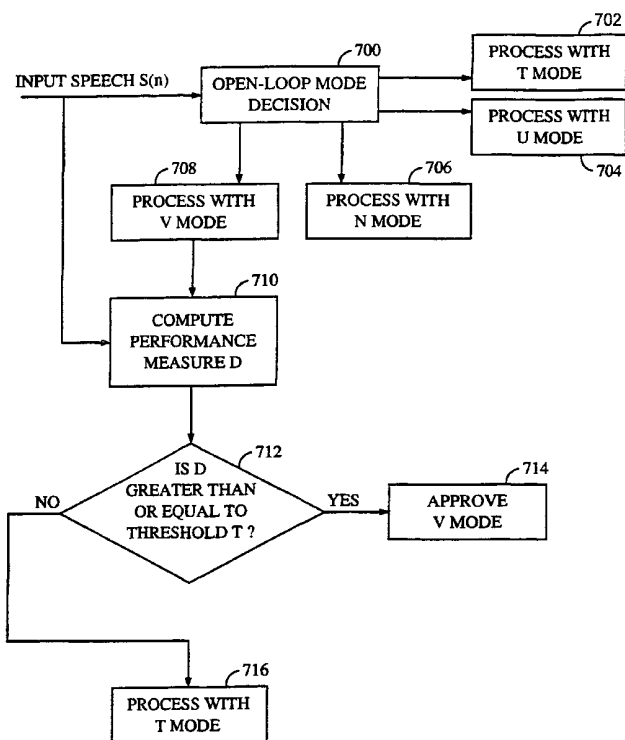 700
702
INPUT SPEECH S(n)
OPEN-LOOP MODE
DECISION
PROCESS WITH
T MODE
PROCESS WITH
U MODE
704
708
706
PROCESS WITH
V MODE
PROCESS WITH
N MODE
710
COMPUTE
PERFORMANCE
MEASURE D
712
IS D
GREATER THAN
OR EQUAL TO
THRESHOLD T ?
NO
YES
714
APPROVE
V MODE
716
PROCESS WITH
T MODE